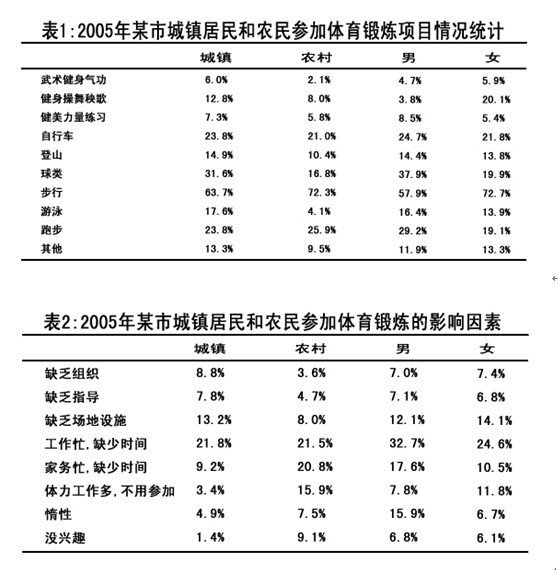 表1:2005年某市城镇居民和农民参加体育锻炼项目情况统计
城镇 农村 男 女
武术健身气功 6.0% 2.1% 4.7% 5.9%
健身操舞秧歌 12.8% 8.0% 3.8% 20.1%
健美力量练习 7.3% 5.8% 8.5% 5.4%
自行车 23.8% 21.0% 24.7% 21.8%
登山 14.9% 10.4% 14.4% 13.8%
球类 31.6% 16.8% 37.9% 19.9%
步行 63.7% 72.3% 57.9% 72.7%
游泳 17.6% 4.1% 16.4% 13.9%
跑步 23.8% 25.9% 29.2% 19.1%
其他 13.3% 9.5% 11.9% 13.3%
表2:2005年某市城镇居民和农民参加体育锻炼的影响因素
城镇 农村 男 女
缺乏组织 8.8% 3.6% 7.0% 7.4%
缺乏指导 7.8% 4.7% 7.1% 6.8%
缺乏场地设施 13.2% 8.0% 12.1% 14.1%
工作忙,缺少时间 21.8% 21.5% 32.7% 24.6%
家务忙,缺少时间 9.2% 20.8% 17.6% 10.5%
体力工作多,不用参加 3.4% 15.9% 7.8% 11.8%
惰性 4.9% 7.5% 15.9% 6.7%
没兴趣 1.4% 9.1% 6.8% 6.1%